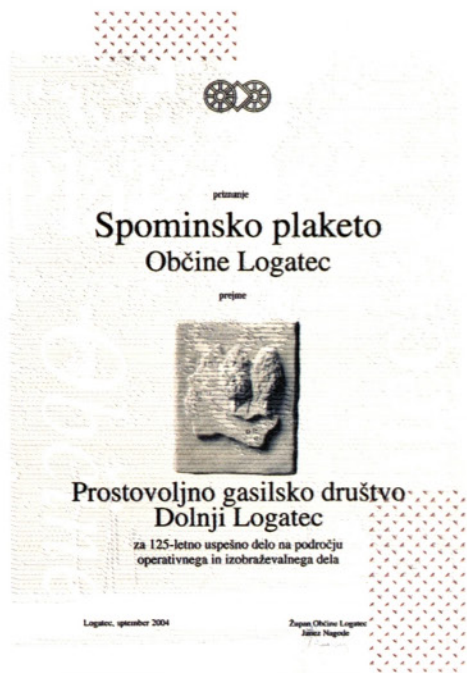 priznanje
Spominsko plaketo
Občine Logatec
prejme
Prostovoljno gasilsko društvo
Dolnji Logatec
za 125-letno uspešno delo na področju
operativnega in izobraževalnega dela
Logatec, sptember 2004
Župan Občine Logatec
Janez Nagode